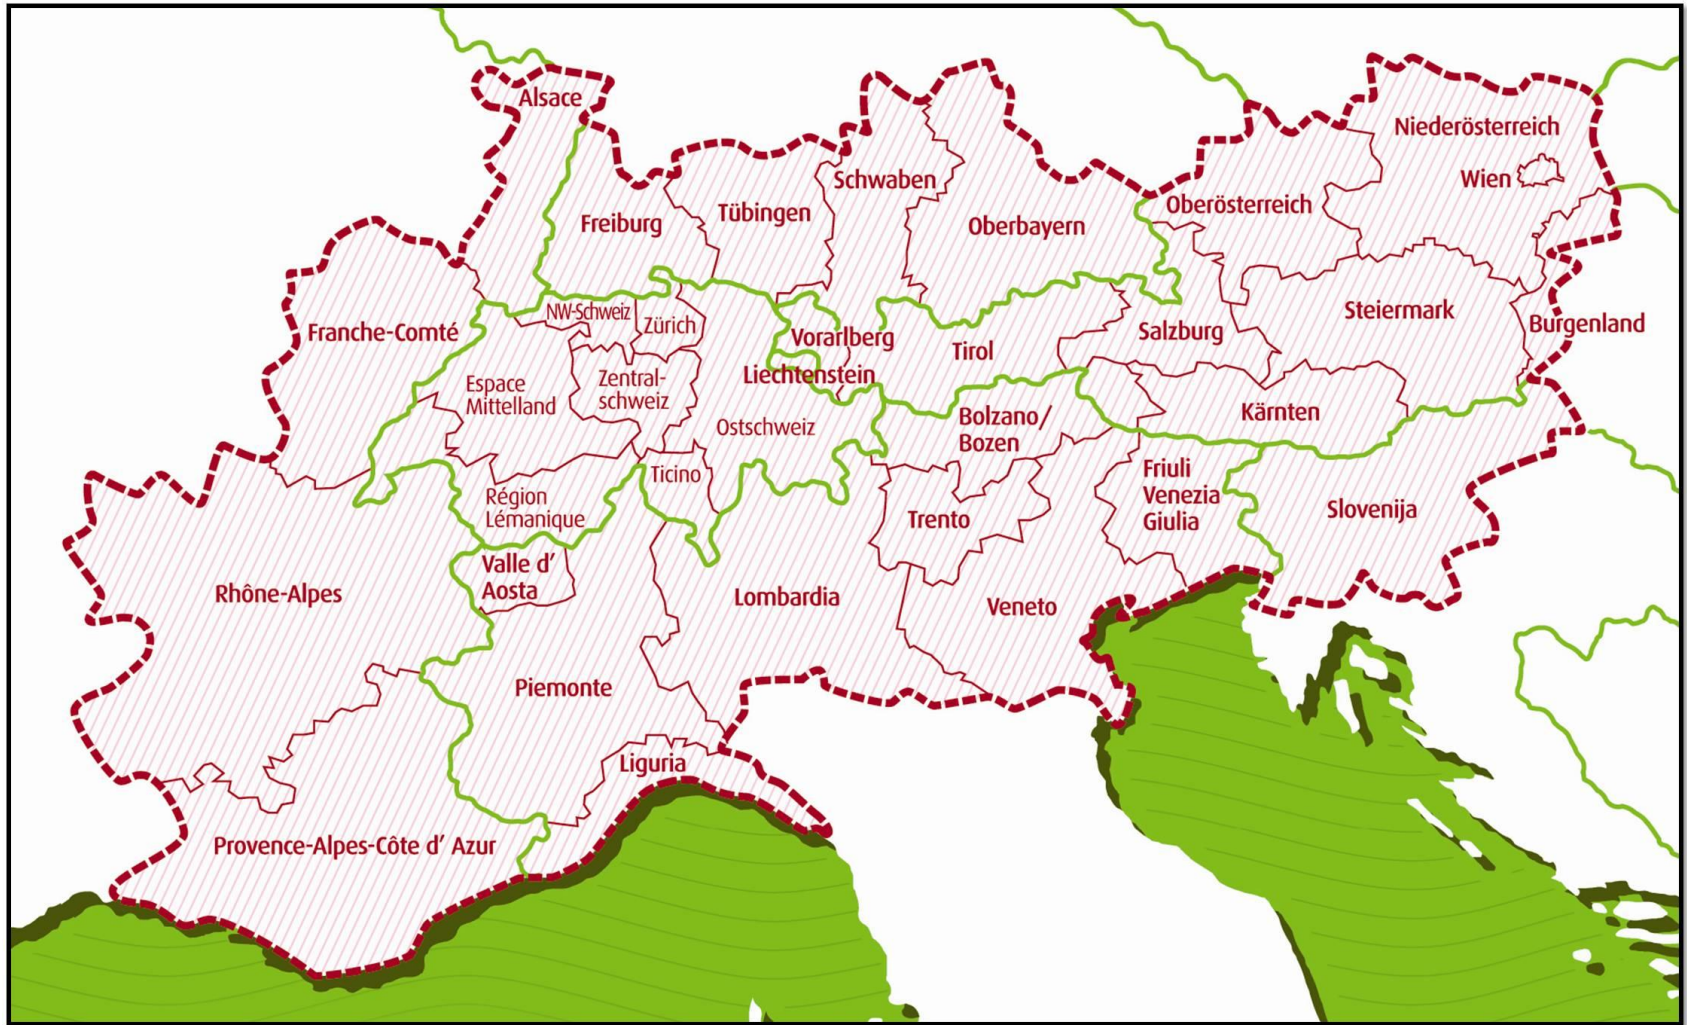 Alsace
Niederösterreich
Wien
Schwaben
Oberösterreich
Tübingen
Freiburg
Oberbayern
NW-Schweiz
Zürich
Steiermark
Franche-Comté
Vorarlberg
Salzburg
Burgenland
Tirol
Liechtenstein
Espace
Mittelland
Zentral-
schweiz
Ostschweiz
Bolzano/
Bozen
Kärnten
Ticino
Friuli
Venezia
Giulia
Région
Lémanique
Trento
Slovenija
Valle d’
Aosta
Rhône-Alpes
Lombardia
Veneto
Piemonte
Liguria
Provence-Alpes-Côte d’ Azur